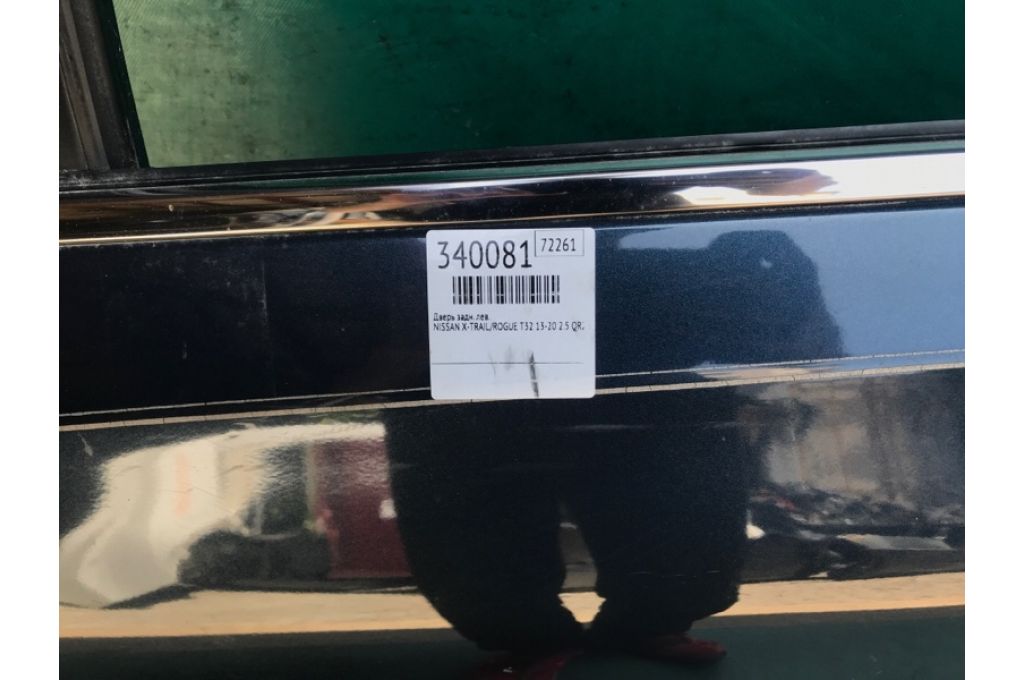 340081
72261
Дверь задн. лев.
NISSAN X-TRAIL/ROGUE T32 13-20 2.5 QR.